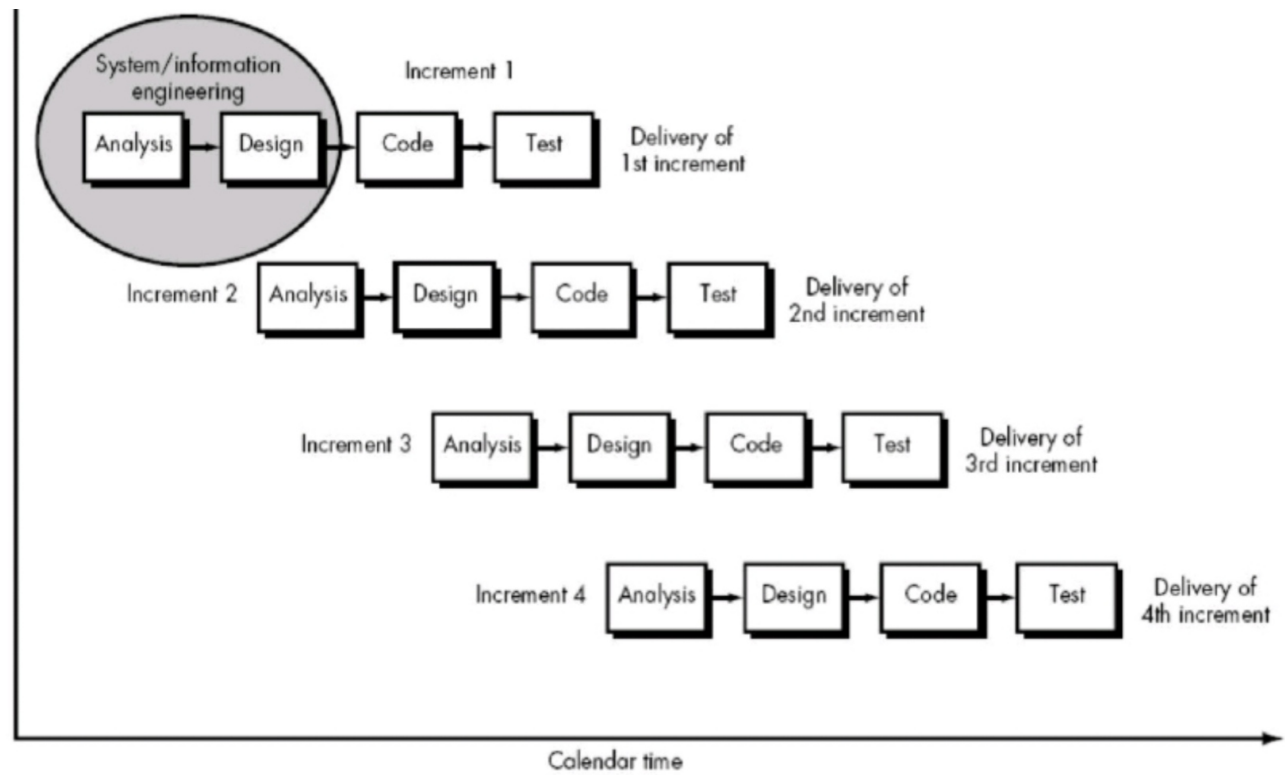 System/information
engineering
Increment 1
Analysis
Design
Code
Test
Delivery of
1st increment
Increment 2
Analysis
Design
Code
Test
Delivery of
2nd increment
Increment 3
Analysis
Design
Code
Test
Delivery of
3rd increment
Increment 4
Analysis
Design
Code
Test
Delivery of
4th increment
Calendar time